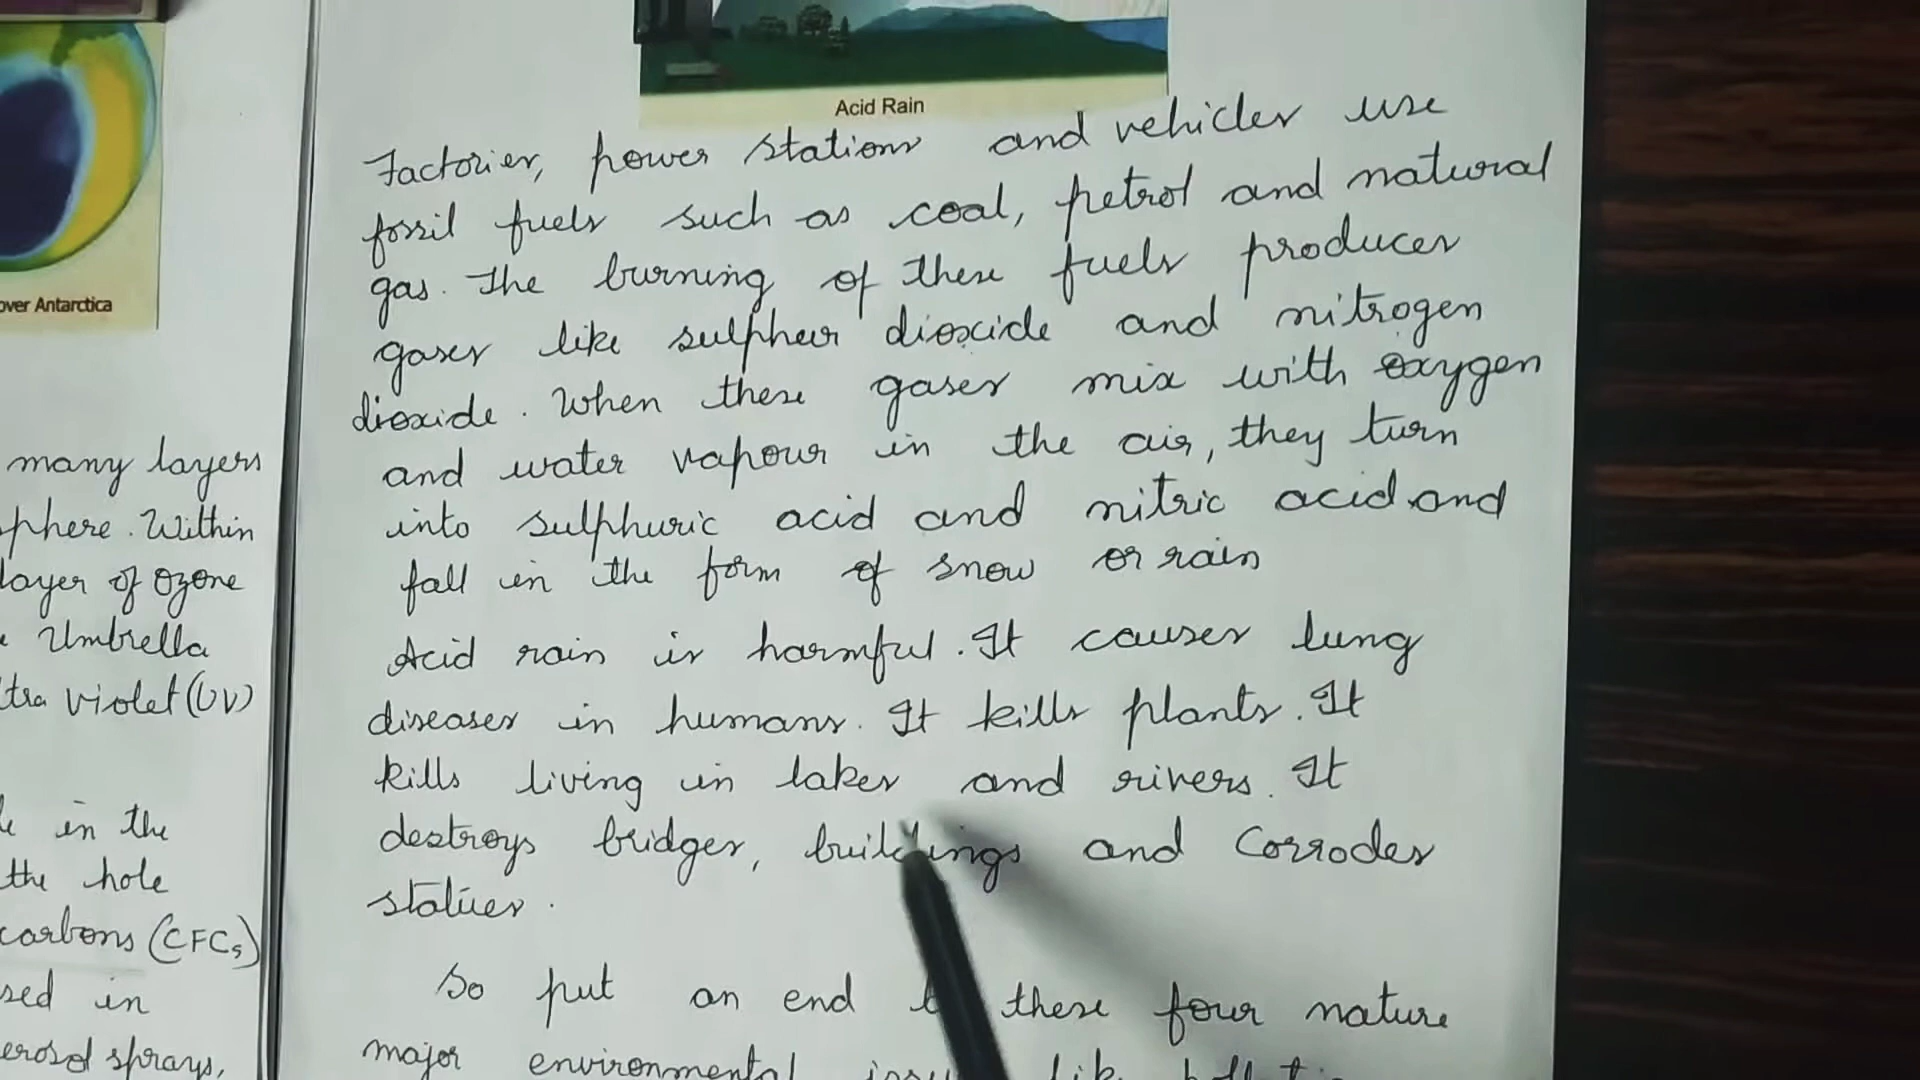 over Antarctica
many layers
sphere. Within
layer of Ozone
Umbrella
tra violet (UV)
in the
the hole
carbons (CFCs)
sed in
erosol sprays,
Acid Rain
Factories, power stations and vehicles use
fossil fuels such as coal, petrol and natural
gas. The burning of these fuels produces
gases like sulphur dioxide and nitrogen
dioxide. When these gases mix with oxygen
and water vapour in the air, they turn
into sulphuric acid and nitric acid and
fall in the form of snow or rain
Acid rain is harmful. It causes lung
diseases in humans. It kills plants. It
kills living in lakes and rivers. It
destroys bridges, buildings and Corrodes
statues.
So put an end these four nature
major environmental